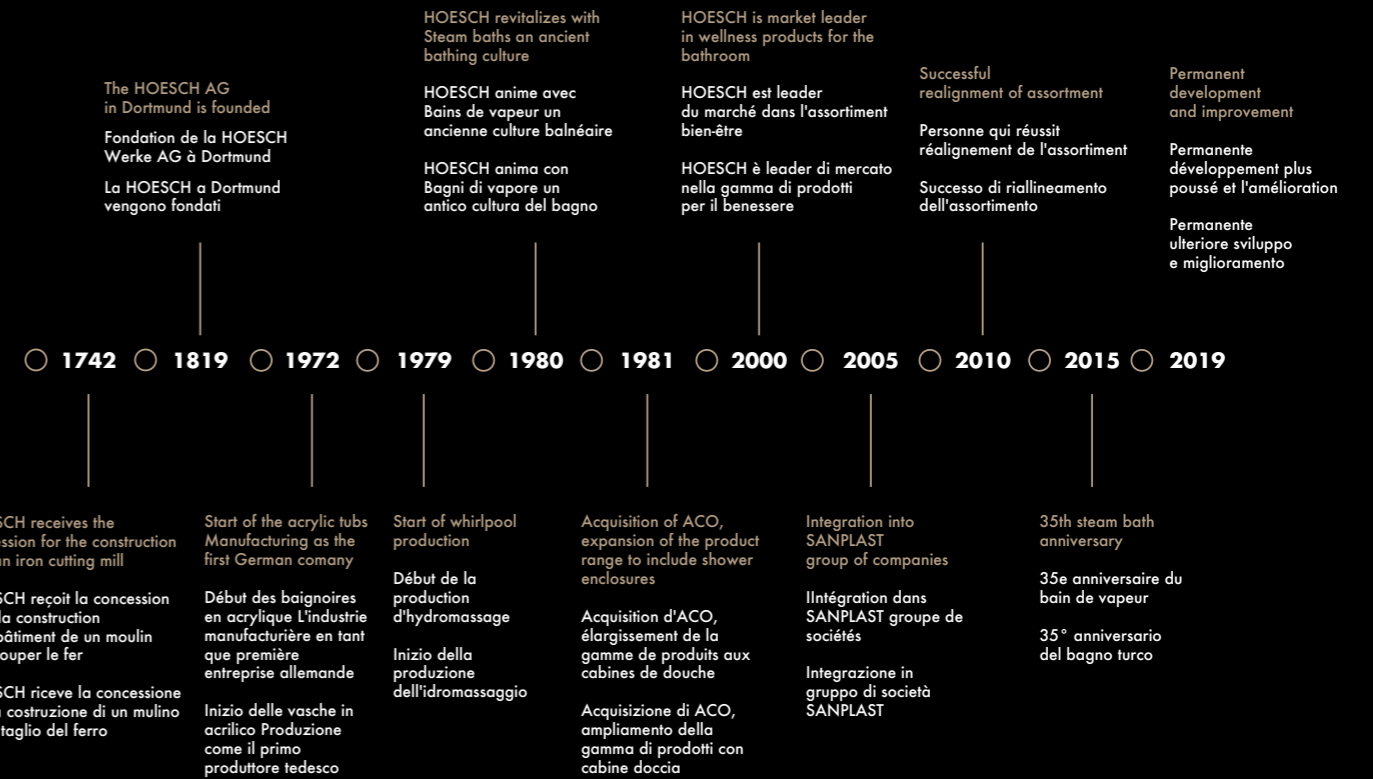 The HOESCH AG
in Dortmund is founded
Fondation de la HOESCH
Werke AG à Dortmund
La HOESCH a Dortmund
vengono fondati
HOESCH revitalizes with
Steam baths an ancient
bathing culture
HOESCH anime avec
Bains de vapeur un
ancienne culture balnéaire
HOESCH anima con
Bagni di vapore un
antico cultura del bagno
HOESCH is market leader
in wellness products for the
bathroom
HOESCH est leader
du marché dans l'assortiment
bien-être
HOESCH è leader di mercato
nella gamma di prodotti
per il benessere
Successful
realignment of assortment
Personne qui réussit
réalignement de l'assortiment
Successo di riallineamento
dell'assortimento
Permanent
development
and improvement
Permanente
développement plus
poussé et l'amélioration
Permanente
ulteriore sviluppo
e miglioramento
1742 1819 1972 1979 1980 1981 2000 2005 2010 2015 2019
receives the
for the construction
iron cutting mill
reçoit la concession
la construction
de un moulin
le fer
riceve la concessione
costruzione di un mulino
taglio del ferro
Start of the acrylic tubs
Manufacturing as the
first German comany
Début des baignoires
en acrylique L'industrie
manufacturière en tant
que première
entreprise allemande
Inizio delle vasche in
acrilico Produzione
come il primo
produttore tedesco
Start of whirlpool
production
Début de la
production
d'hydromassage
Inizio della
produzione
dell'idromassaggio
Acquisition of ACO,
expansion of the product
range to include shower
enclosures
Acquisition d'ACO,
élargissement de la
gamme de produits aux
cabines de douche
Acquisizione di ACO,
ampliamento della
gamma di prodotti con
cabine doccia
Integration into
SANPLAST
group of companies
IIntégration dans
SANPLAST groupe de
sociétés
Integrazione in
gruppo di società
SANPLAST
35th steam bath
anniversary
35e anniversaire du
bain de vapeur
35° anniversario
del bagno turco